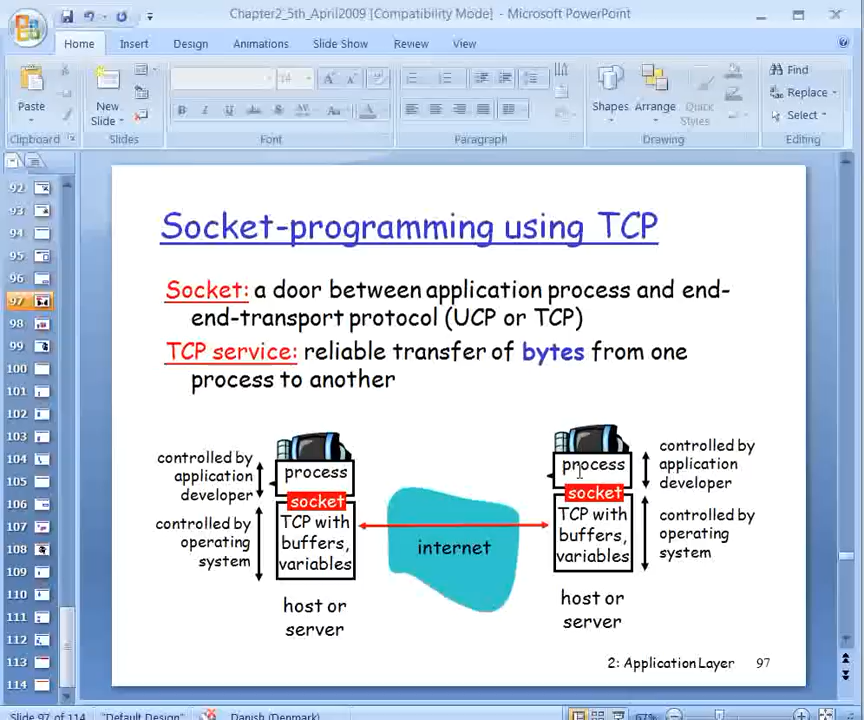 Chapter2_5th_April2009 [Compatibility Mode] - Microsoft PowerPoint
Home Insert Design Animations Slide Show Review View
Paste
New
Slide
Shapes Arrange Quick
Styles
Find
Replace
Select
Clipboard Slides Font Paragraph Drawing Editing
92
93
94
95
96
97
98
99
100
101
102
103
104
105
106
107
108
109
110
111
112
113
114
Socket-programming using TCP
Socket: a door between application process and end-
end-transport protocol (UCP or TCP)
TCP service: reliable transfer of bytes from one
process to another
controlled by
application
developer
controlled by
operating
system
process
socket
TCP with
buffers,
variables
host or
server
internet
process
socket
TCP with
buffers,
variables
host or
server
controlled by
application
developer
controlled by
operating
system
2: Application Layer 97
Slide 97 of 114 "Default Design" Danish (Denmark) 67%